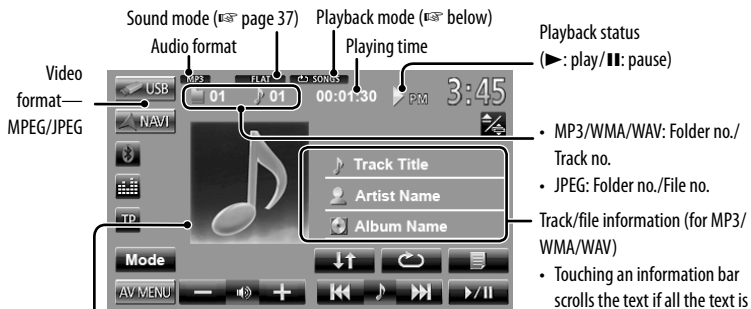 Sound mode (☞ page 37)
Playback mode (☞ below)
Audio format
Playing time
Playback status
(►: play/❚❚: pause)
Video
format—
MPEG/JPEG
USB
MP3
FLAT
SONGS
01
01
00:01:30
PM
3:45
NAVI
TP
Track Title
Artist Name
Album Name
Mode
AV MENU
• MP3/WMA/WAV: Folder no./
Track no.
• JPEG: Folder no./File no.
Track/file information (for MP3/
WMA/WAV)
• Touching an information bar
scrolls the text if all the text is